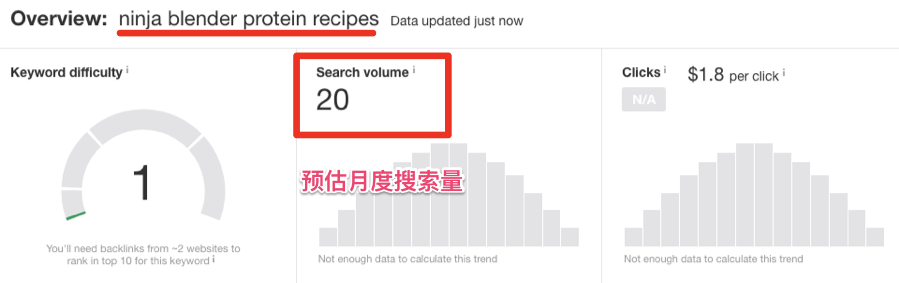 Overview: ninja blender protein recipes Data updated just now
Keyword difficulty i
1
You'll need backlinks from ~2 websites to
rank in top 10 for this keyword i
Search volume i
20
预估月度搜索量
Not enough data to calculate this trend
Clicks i $1.8 per click i
N/A
Not enough data to calculate this trend